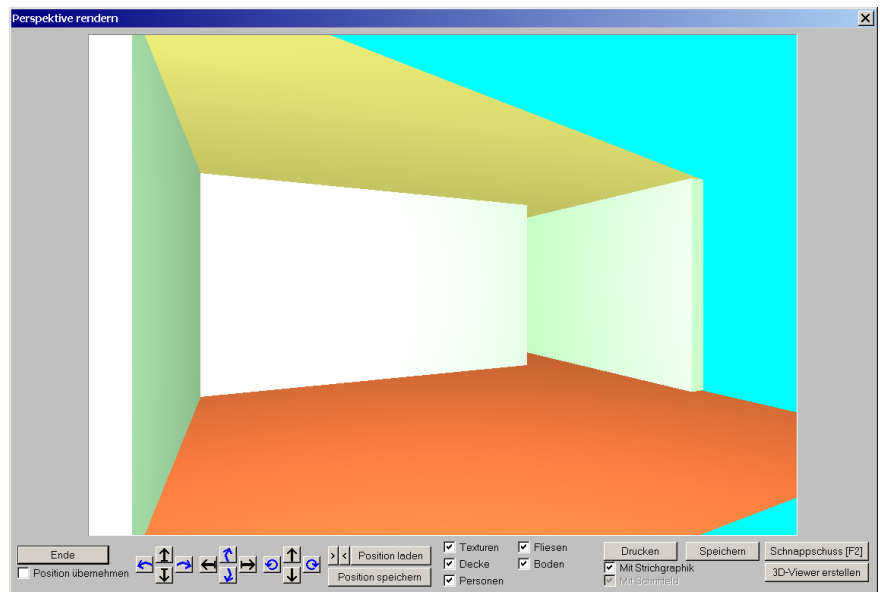 Perspektive rendern
Ende
Position übernehmen
> < Position laden
Position speichern
Texturen
Decke
Personen
Fliesen
Boden
Drucken
Mit Strichgraphik
Mit Schriftfeld
Speichern
Schnappschuss [F2]
3D-Viewer erstellen